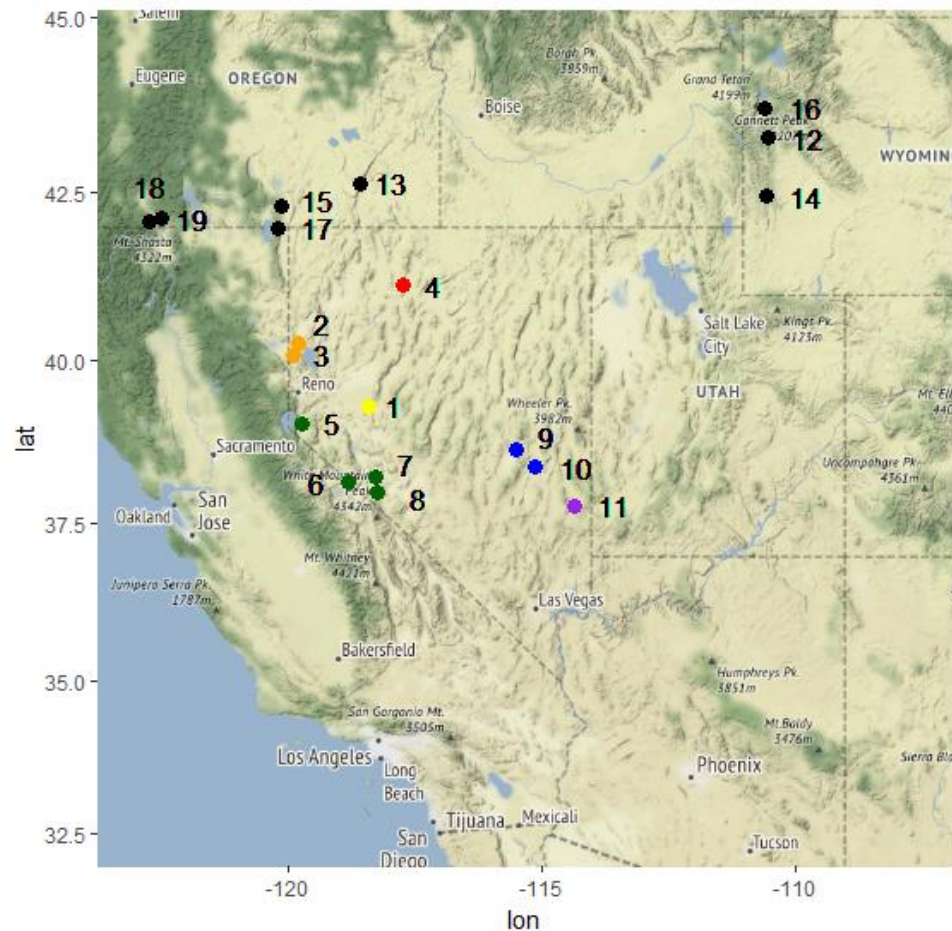 45.0
Salem
Eugene
OREGON
Borah Pk.
3859m
Boise
Grand Teton
4199m
16
Gannett Peak
12
WYOMING
42.5
18
19
15
13
17
14
Mt. Shasta
4322m
4
2
3
40.0
Reno
Salt Lake
City
Kings Pk.
4123m
UTAH
1
5
Wheeler Pk.
3982m
9
10
Sacramento
7
6
White Mountain
Peak
4342m
8
11
Uncompahgre Pk.
4361m
37.5
Oakland
San
Jose
Mt. Whitney
4421m
Junipero Serra Pk.
1787m
Las Vegas
Bakersfield
35.0
Humphreys Pk.
3851m
San Gorgonio Mt.
3505m
Mt.Baldy
3476m
Los Angeles
Long
Beach
Phoenix
32.5
Tijuana
Mexicali
San
Diego
Tucson
lat
-120
-115
-110
lon